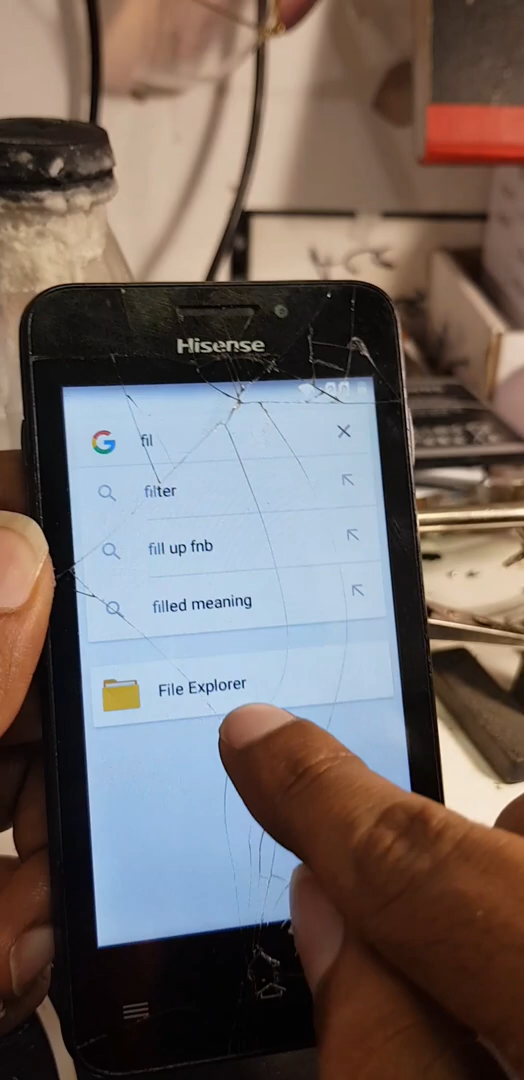 Hisense
G fil
filter
fill up fnb
filled meaning
File Explorer